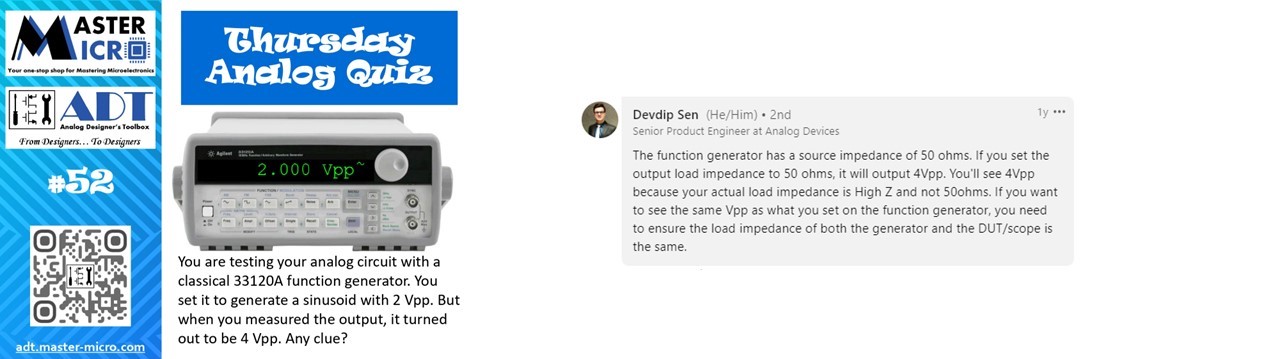 MASTER
MICRO
Your one-stop shop for Mastering Microelectronics
ADT
Analog Designer's Toolbox
From Designers... To Designers
#52
adt.master-micro.com
Thursday
Analog Quiz
Agilent 33120A
2.000 Vpp~
FUNCTION / MODULATION
You are testing your analog circuit with a
classical 33120A function generator. You
set it to generate a sinusoid with 2 Vpp. But
when you measured the output, it turned
out to be 4 Vpp. Any clue?
Devdip Sen (He/Him) • 2nd
1y •••
Senior Product Engineer at Analog Devices
The function generator has a source impedance of 50 ohms. If you set the
output load impedance to 50 ohms, it will output 4Vpp. You'll see 4Vpp
because your actual load impedance is High Z and not 50ohms. If you want
to see the same Vpp as what you set on the function generator, you need
to ensure the load impedance of both the generator and the DUT/scope is
the same.